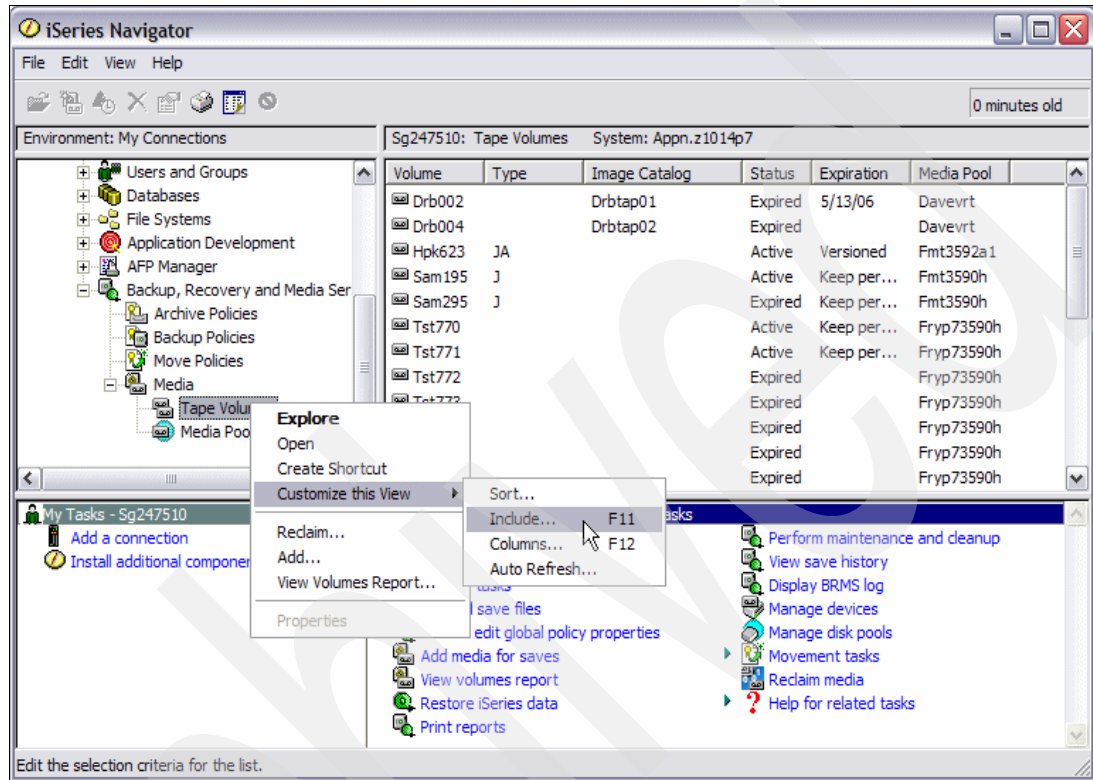 iSeries Navigator
File Edit View Help
0 minutes old
Environment: My Connections
Sg247510: Tape Volumes System: Appn.z1014p7
Users and Groups
Databases
File Systems
Application Development
AFP Manager
Backup, Recovery and Media Ser
Archive Policies
Backup Policies
Move Policies
Media
Tape Volu
Media Poo
Volume Type Image Catalog Status Expiration Media Pool
Drb002 Drbtap01 Expired 5/13/06 Davevrt
Drb004 Drbtap02 Expired Davevrt
Hpk623 JA Active Versioned Fmt3592a1
Sam195 J Active Keep per... Fmt3590h
Sam295 J Expired Keep per... Fmt3590h
Tst770 Active Keep per... Fryp73590h
Tst771 Active Keep per... Fryp73590h
Tst772 Expired Fryp73590h
Tst773 Expired Fryp73590h
Expired Fryp73590h
Expired Fryp73590h
Expired Fryp73590h
Explore
Open
Create Shortcut
Customize this View
Reclaim...
Add...
View Volumes Report...
Properties
Sort...
Include... F11
Columns... F12
Auto Refresh...
My Tasks - Sg247510
Add a connection
Install additional componer
asks
tasks
save files
edit global policy properties
Add media for saves
View volumes report
Restore iSeries data
Print reports
Perform maintenance and cleanup
View save history
Display BRMS log
Manage devices
Manage disk pools
Movement tasks
Reclaim media
Help for related tasks
Edit the selection criteria for the list.